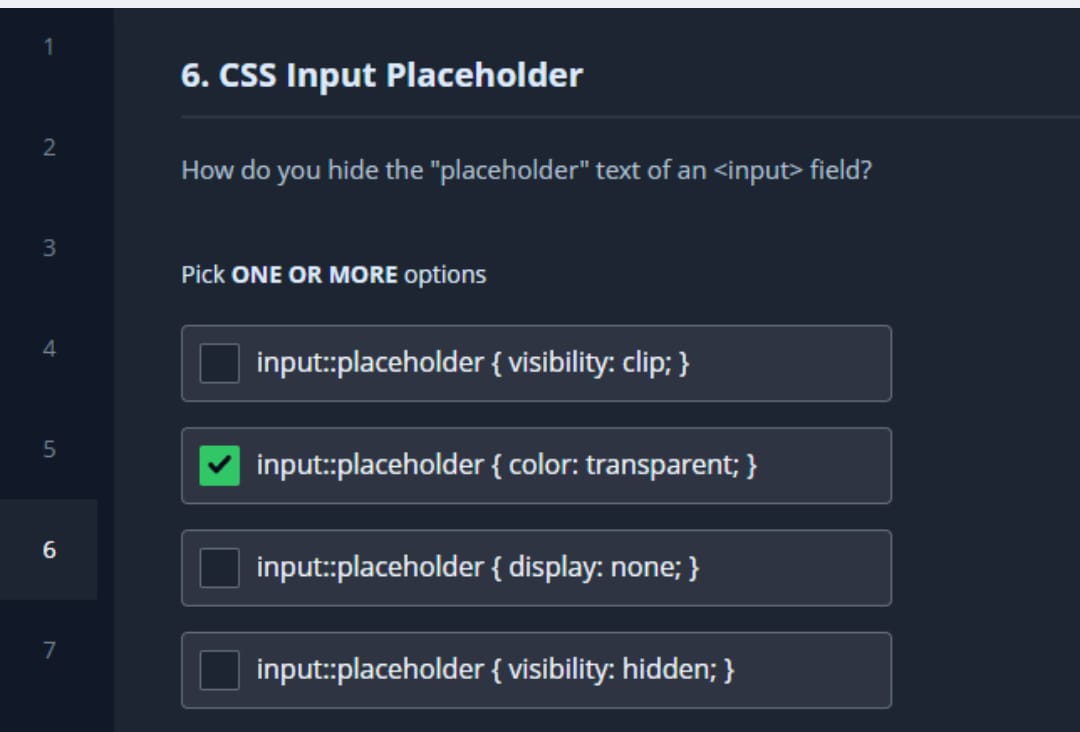 1
6. CSS Input Placeholder
2
How do you hide the "placeholder" text of an <input> field?
3
Pick ONE OR MORE options
4
input::placeholder { visibility: clip; }
5
input::placeholder { color: transparent; }
6
input::placeholder { display: none; }
7
input::placeholder { visibility: hidden; }